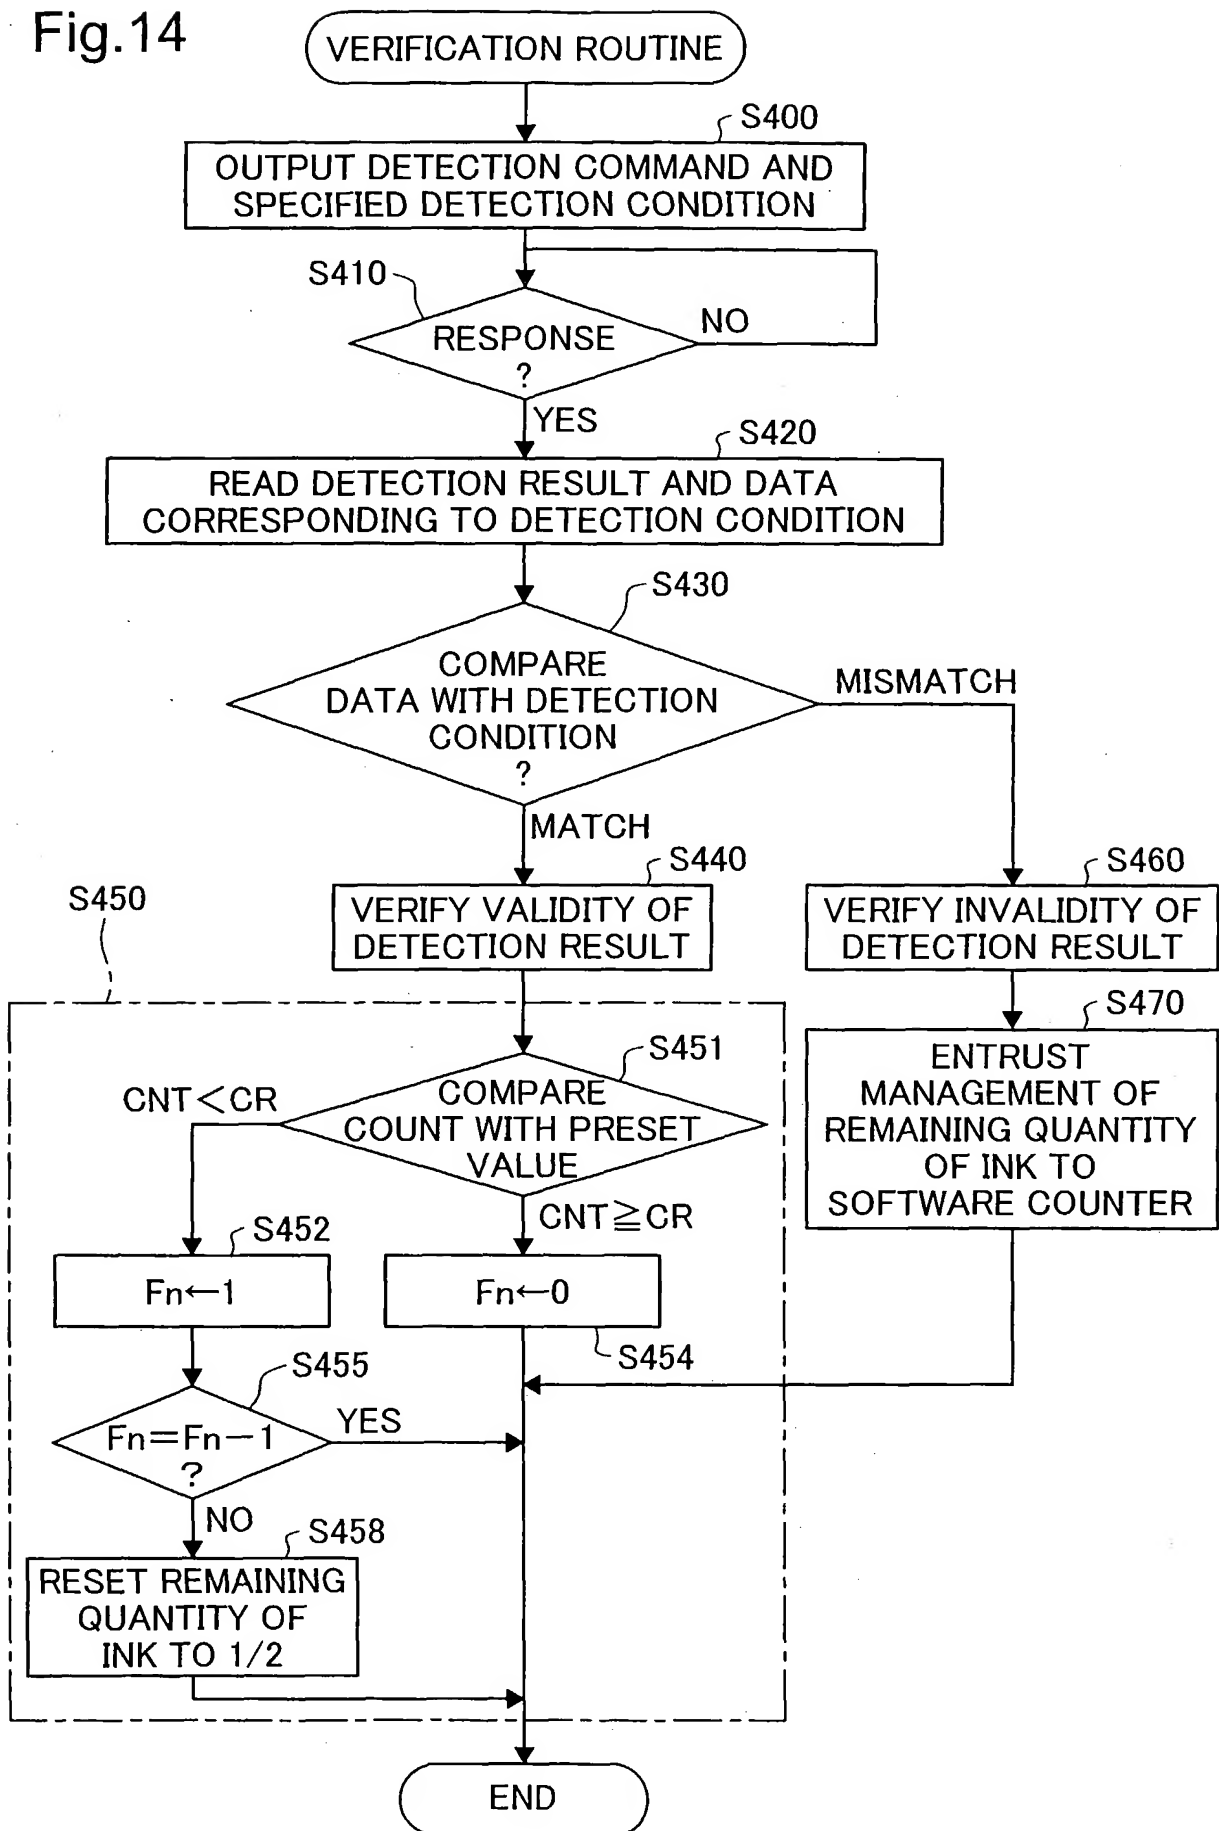 Fig.14
VERIFICATION ROUTINE
S400
OUTPUT DETECTION COMMAND AND
SPECIFIED DETECTION CONDITION
S410
RESPONSE
?
NO
YES
S420
READ DETECTION RESULT AND DATA
CORRESPONDING TO DETECTION CONDITION
S430
COMPARE
DATA WITH DETECTION
CONDITION
?
MISMATCH
MATCH
S440
VERIFY VALIDITY OF
DETECTION RESULT
S460
VERIFY INVALIDITY OF
DETECTION RESULT
S450
S470
ENTRUST
MANAGEMENT OF
REMAINING QUANTITY
OF INK TO
SOFTWARE COUNTER
S451
COMPARE
COUNT WITH PRESET
VALUE
CNT<CR
CNT≧CR
S452
Fn←1
Fn←0
S454
S455
Fn=Fn−1
?
YES
NO
S458
RESET REMAINING
QUANTITY OF
INK TO 1/2
END